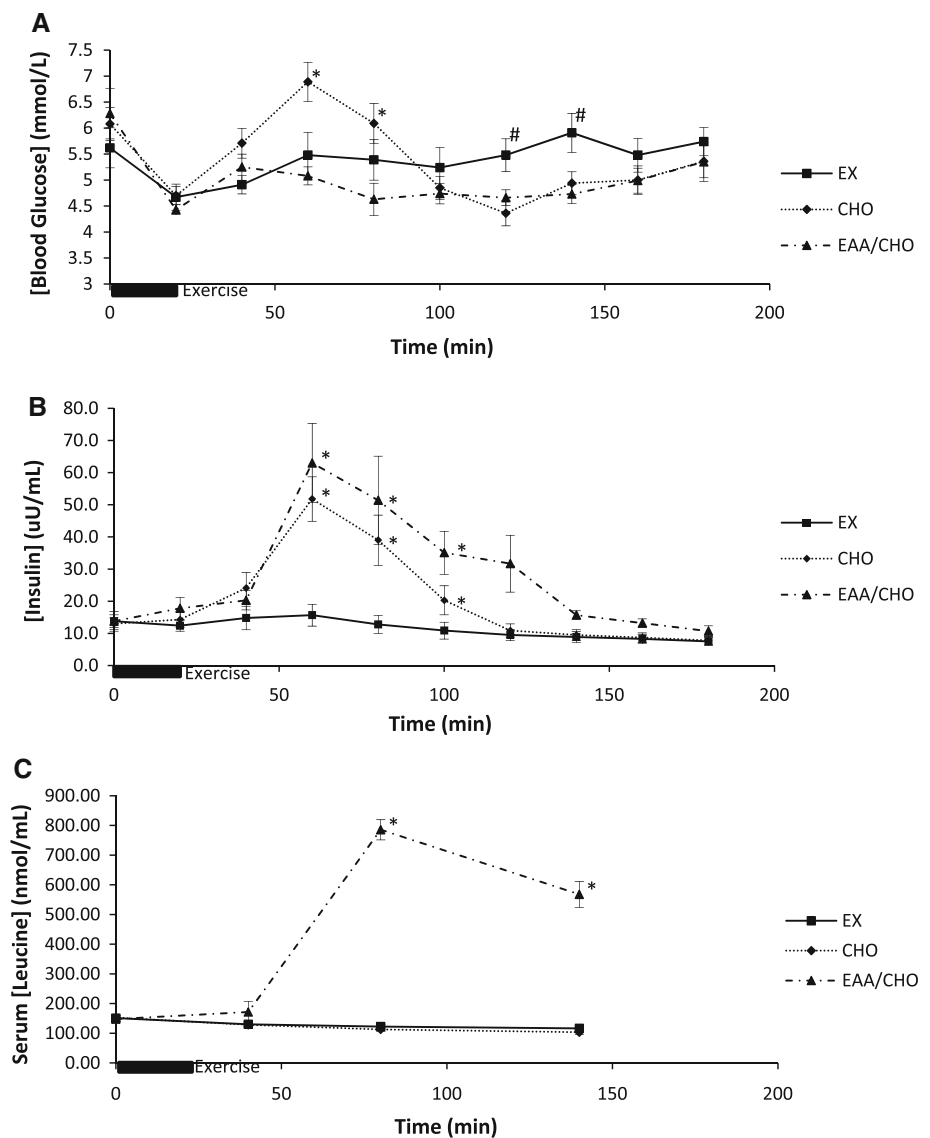 A
[Blood Glucose] (mmol/L)
7.5
7
6.5
6
5.5
5
4.5
4
3.5
3
*
*
#
#
EX
CHO
EAA/CHO
Exercise
0 50 100 150 200
Time (min)
B
[Insulin] (uU/mL)
80.0
70.0
60.0
50.0
40.0
30.0
20.0
10.0
0.0
*
*
*
*
*
*
EX
CHO
EAA/CHO
Exercise
0 50 100 150 200
Time (min)
C
Serum [Leucine] (nmol/mL)
900.00
800.00
700.00
600.00
500.00
400.00
300.00
200.00
100.00
0.00
*
*
EX
CHO
EAA/CHO
Exercise
0 50 100 150 200
Time (min)